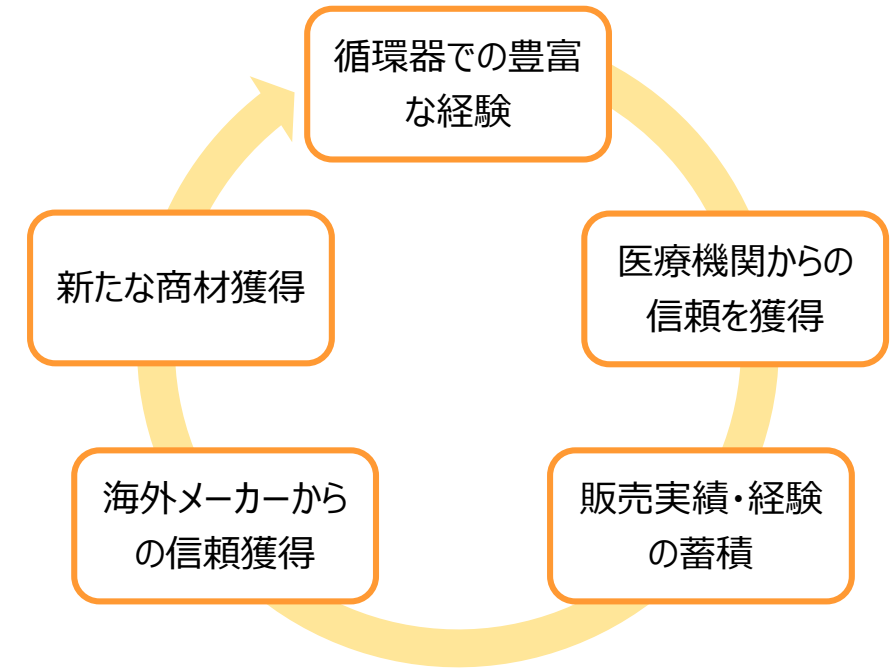 循環器での豊富
な経験
医療機関からの
信頼を獲得
販売実績・経験
の蓄積
海外メーカーから
の信頼獲得
新たな商材獲得